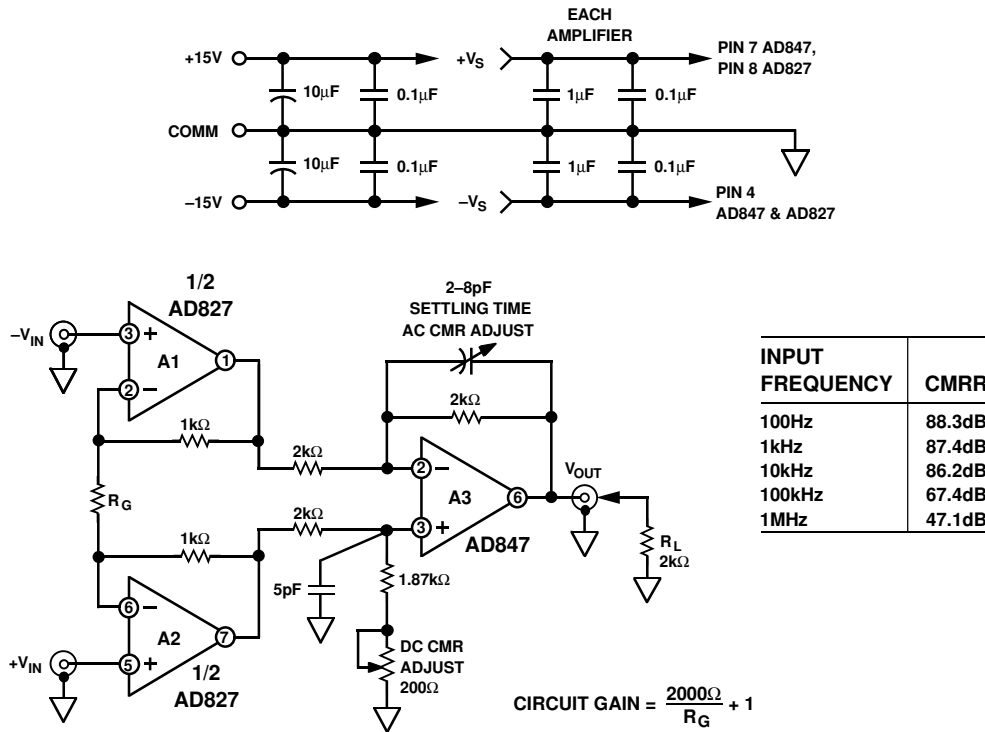 EACH
AMPLIFIER
+15V
+VS
PIN 7 AD847,
PIN 8 AD827
10µF
0.1µF
1µF
0.1µF
COMM
10µF
0.1µF
1µF
0.1µF
–15V
–VS
PIN 4
AD847 & AD827
1/2
AD827
2–8pF
SETTLING TIME
AC CMR ADJUST
–VIN
3
+
A1
1
2
–
1kΩ
2kΩ
2kΩ
2
–
A3
6
VOUT
RG
2kΩ
3
+
AD847
1kΩ
RL
2kΩ
5pF
1.87kΩ
6
–
A2
7
+VIN
5
+
1/2
AD827
DC CMR
ADJUST
200Ω
CIRCUIT GAIN = 2000Ω / RG + 1
INPUT
FREQUENCY CMRR
100Hz 88.3dB
1kHz 87.4dB
10kHz 86.2dB
100kHz 67.4dB
1MHz 47.1dB